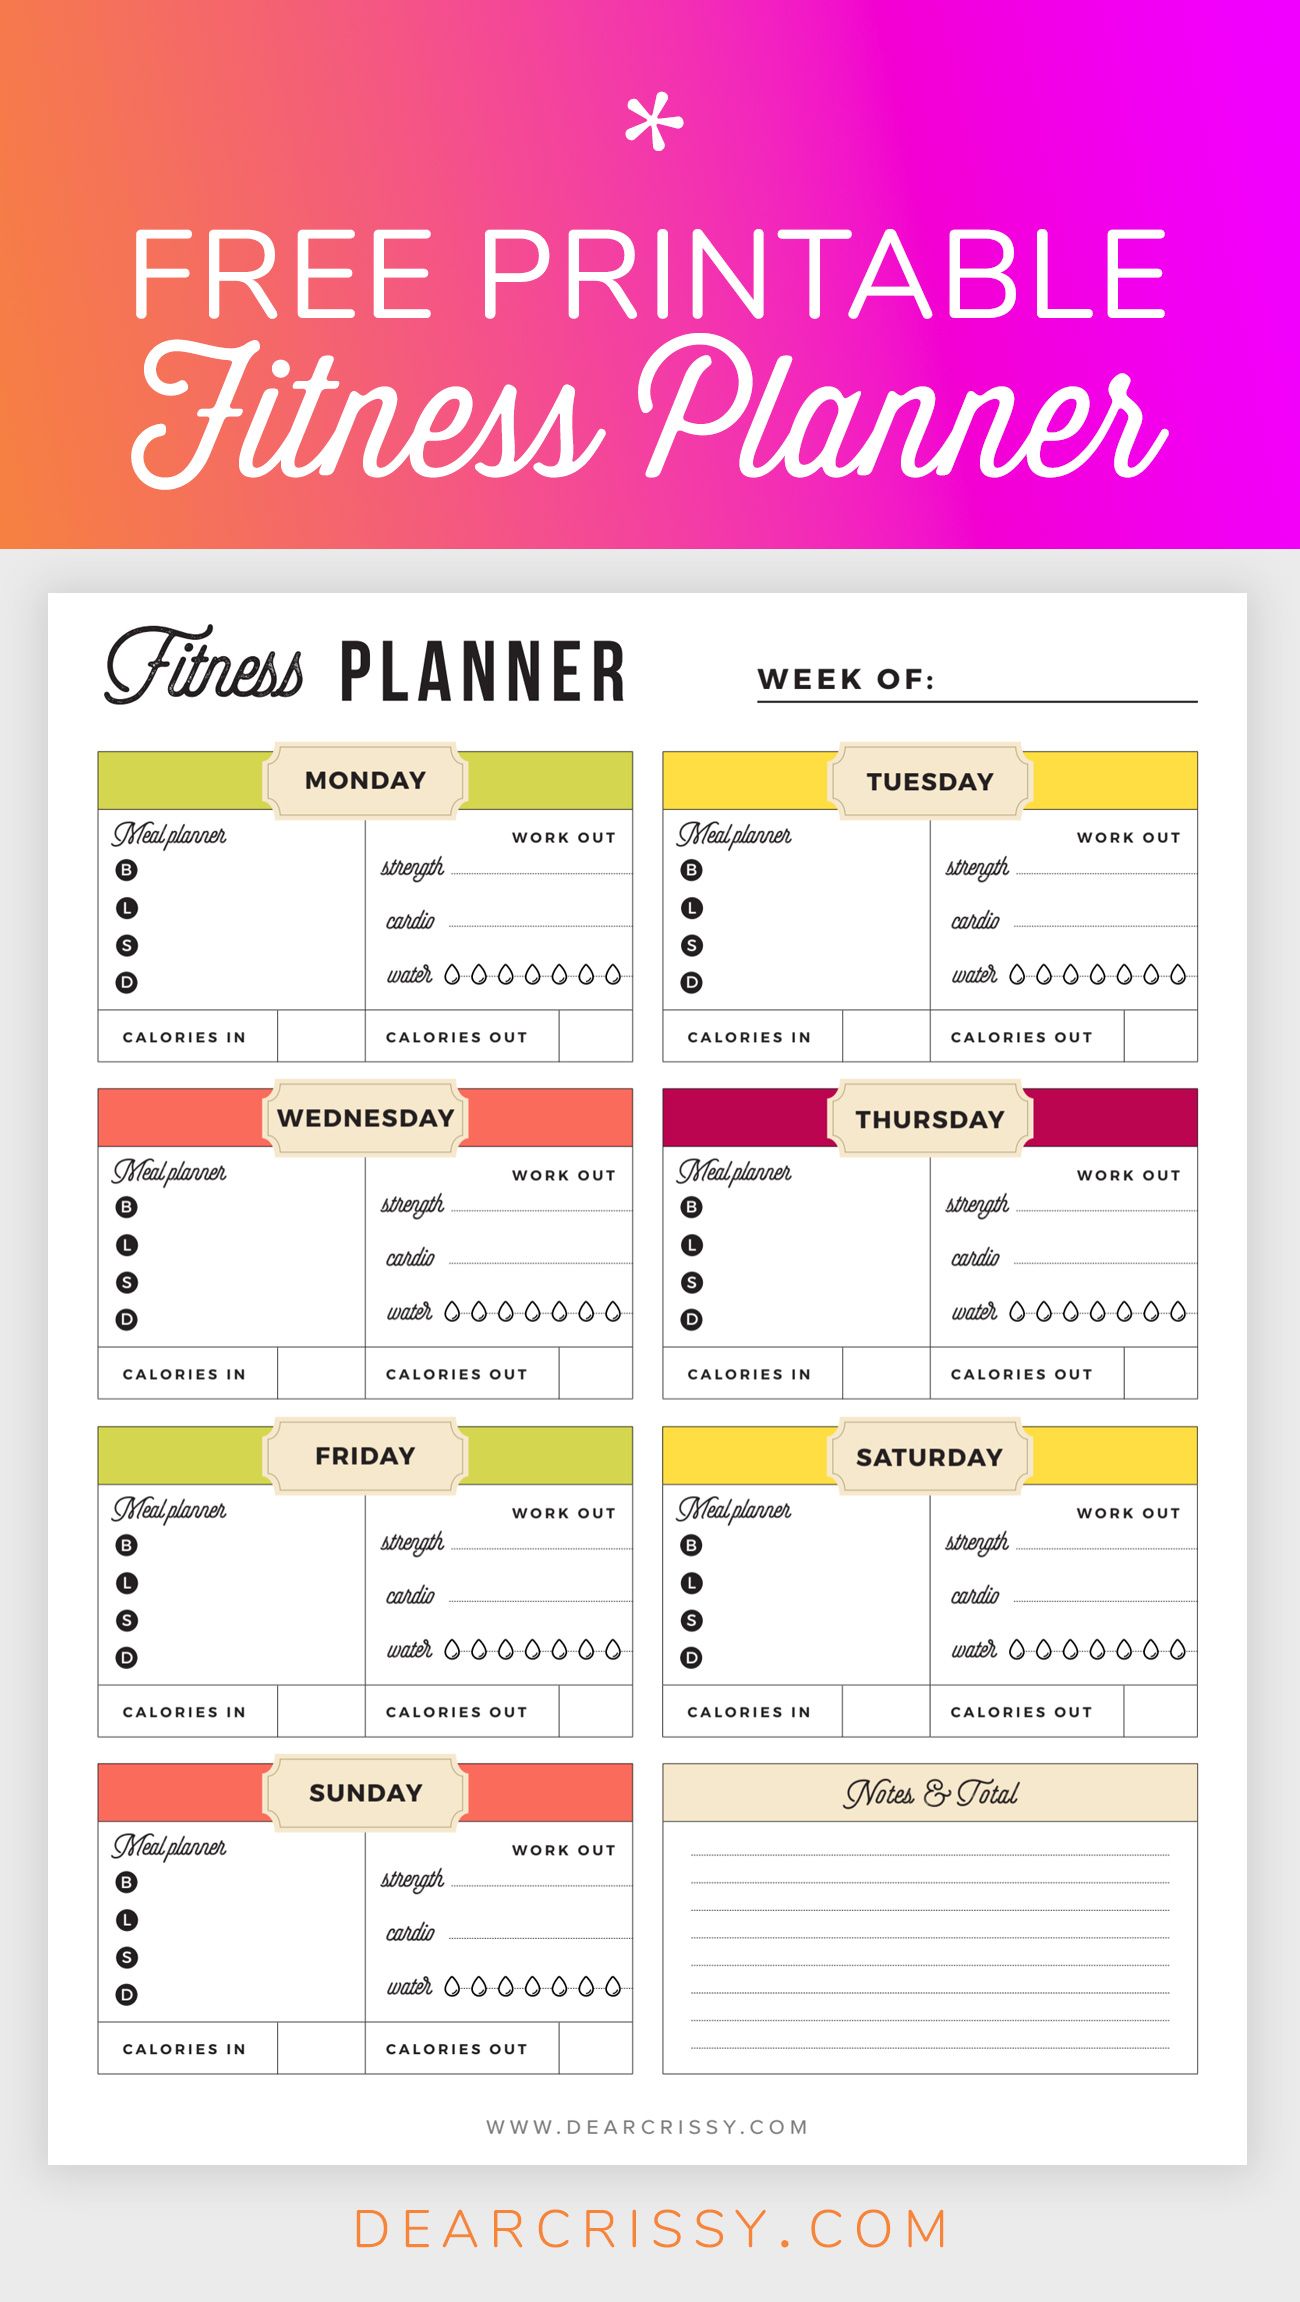 *
FREE PRINTABLE
Fitness Planner
Fitness PLANNER
WEEK OF:
MONDAY
Meal planner
B
L
S
D
WORK OUT
strength
cardio
water
CALORIES IN
CALORIES OUT
TUESDAY
Meal planner
B
L
S
D
WORK OUT
strength
cardio
water
CALORIES IN
CALORIES OUT
WEDNESDAY
Meal planner
B
L
S
D
WORK OUT
strength
cardio
water
CALORIES IN
CALORIES OUT
THURSDAY
Meal planner
B
L
S
D
WORK OUT
strength
cardio
water
CALORIES IN
CALORIES OUT
FRIDAY
Meal planner
B
L
S
D
WORK OUT
strength
cardio
water
CALORIES IN
CALORIES OUT
SATURDAY
Meal planner
B
L
S
D
WORK OUT
strength
cardio
water
CALORIES IN
CALORIES OUT
SUNDAY
Meal planner
B
L
S
D
WORK OUT
strength
cardio
water
CALORIES IN
CALORIES OUT
Notes & Total
WWW.DEARCRISSY.COM
DEARCRISSY.COM